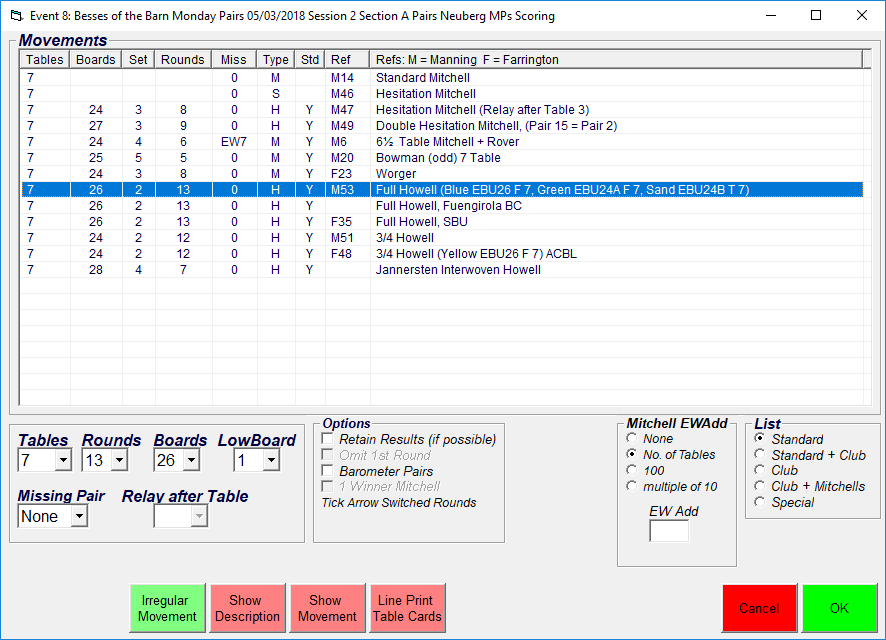 Event 8: Besses of the Barn Monday Pairs 05/03/2018 Session 2 Section A Pairs Neuberg MPs Scoring
Movements
Tables Boards Set Rounds Miss Type Std Ref Refs: M = Manning F = Farrington
7 0 M M14 Standard Mitchell
7 0 S M46 Hesitation Mitchell
7 24 3 8 0 H Y M47 Hesitation Mitchell (Relay after Table 3)
7 27 3 9 0 H Y M49 Double Hesitation Mitchell, (Pair 15 = Pair 2)
7 24 4 6 EW7 M Y M6 6½ Table Mitchell + Rover
7 25 5 5 0 M Y M20 Bowman (odd) 7 Table
7 24 3 8 0 M Y F23 Worger
7 26 2 13 0 H Y M53 Full Howell (Blue EBU26 F 7, Green EBU24A F 7, Sand EBU24B T 7)
7 26 2 13 0 H Y Full Howell, Fuengirola BC
7 26 2 13 0 H Y F35 Full Howell, SBU
7 24 2 12 0 H Y M51 3/4 Howell
7 24 2 12 0 H Y F48 3/4 Howell (Yellow EBU26 F 7) ACBL
7 28 4 7 0 H Y Jannersten Interwoven Howell
Tables Rounds Boards LowBoard
7 13 26 1
Missing Pair Relay after Table
None
Options
Retain Results (if possible)
Omit 1st Round
Barometer Pairs
1 Winner Mitchell
Tick Arrow Switched Rounds
Mitchell EWAdd
None
No. of Tables
100
multiple of 10
EW Add
List
Standard
Standard + Club
Club
Club + Mitchells
Special
Irregular Movement
Show Description
Show Movement
Line Print Table Cards
Cancel
OK